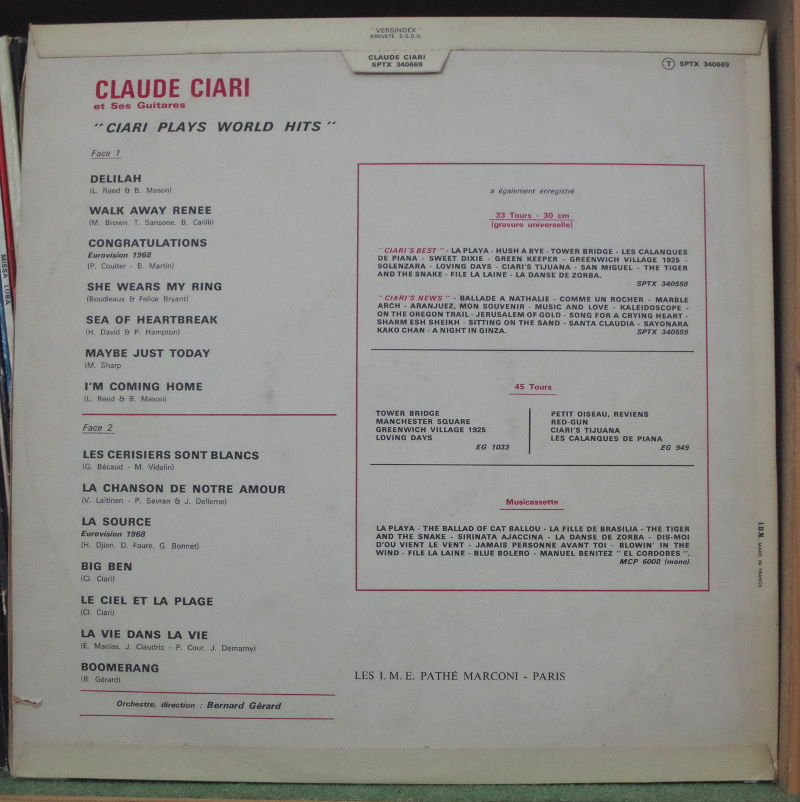 "VERSINDEX"
BREVETÉ S.G.D.G.
CLAUDE CIARI
SPTX 340669
T SPTX 340669
CLAUDE CIARI
et Ses Guitares
"CIARI PLAYS WORLD HITS"
Face 1
DELILAH
(L. Reed & B. Mason)
WALK AWAY RENEE
(M. Brown, T. Sansone, B. Calilli)
CONGRATULATIONS
Eurovision 1968
(P. Coulter - B. Martin)
SHE WEARS MY RING
(Boudleaux & Felice Bryant)
SEA OF HEARTBREAK
(H. David & P. Hampton)
MAYBE JUST TODAY
(M. Sharp
I'M COMING HOME
(L. Reed & B. Mason)
Face 2
LES CERISIERS SONT BLANCS
(G. Bécaud - M. Vidalin)
LA CHANSON DE NOTRE AMOUR
(V. Laïtinen - P. Sevran & J. Delleme)
LA SOURCE
Eurovision 1968
(H. Djian, D. Faure, G. Bonnet)
BIG BEN
(Cl. Ciari)
LE CIEL ET LA PLAGE
(Cl. Ciari)
LA VIE DANS LA VIE
(E. Macias, J. Claudric - P. Cour, J. Demarny)
BOOMERANG
(B. Gérard)
Orchestre, direction : Bernard Gérard
a également enregistré
33 Tours - 30 cm
(gravure universelle)
"CIARI'S BEST" - LA PLAYA - HUSH A BYE - TOWER BRIDGE - LES CALANQUES
DE PIANA - SWEET DIXIE - GREEN KEEPER - GREENWICH VILLAGE 1925 -
SOLENZARA - LOVING DAYS - CIARI'S TIJUANA - SAN MIGUEL - THE TIGER
AND THE SNAKE - FILE LA LAINE - LA DANSE DE ZORBA.
SPTX 340558
"CIARI'S NEWS" - BALLADE A NATHALIE - COMME UN ROCHER - MARBLE
ARCH - ARANJUEZ, MON SOUVENIR - MUSIC AND LOVE - KALEIDOSCOPE -
ON THE OREGON TRAIL - JERUSALEM OF GOLD - SONG FOR A CRYING HEART -
SHARM ESH SHEIKH - SITTING ON THE SAND - SANTA CLAUDIA - SAYONARA
KAKO CHAN - A NIGHT IN GINZA. SPTX 340559
45 Tours
TOWER BRIDGE
MANCHESTER SQUARE
GREENWICH VILLAGE 1925
LOVING DAYS
EG 1033
PETIT OISEAU, REVIENS
RED-GUN
CIARI'S TIJUANA
LES CALANQUES DE PIANA
EG 949
Musicassette
LA PLAYA - THE BALLAD OF CAT BALLOU - LA FILLE DE BRASILIA - THE TIGER
AND THE SNAKE - SIRINATA AJACCINA - LA DANSE DE ZORBA - DIS-MOI
D'OU VIENT LE VENT - JAMAIS PERSONNE AVANT TOI - BLOWIN' IN THE
WIND - FILE LA LAINE - BLUE BOLERO - MANUEL BENITEZ "EL CORDOBES".
MCP 6008 (mono)
LES I. M. E. PATHÉ MARCONI - PARIS
I.D.N. MADE IN FRANCE
MISSA LUBA